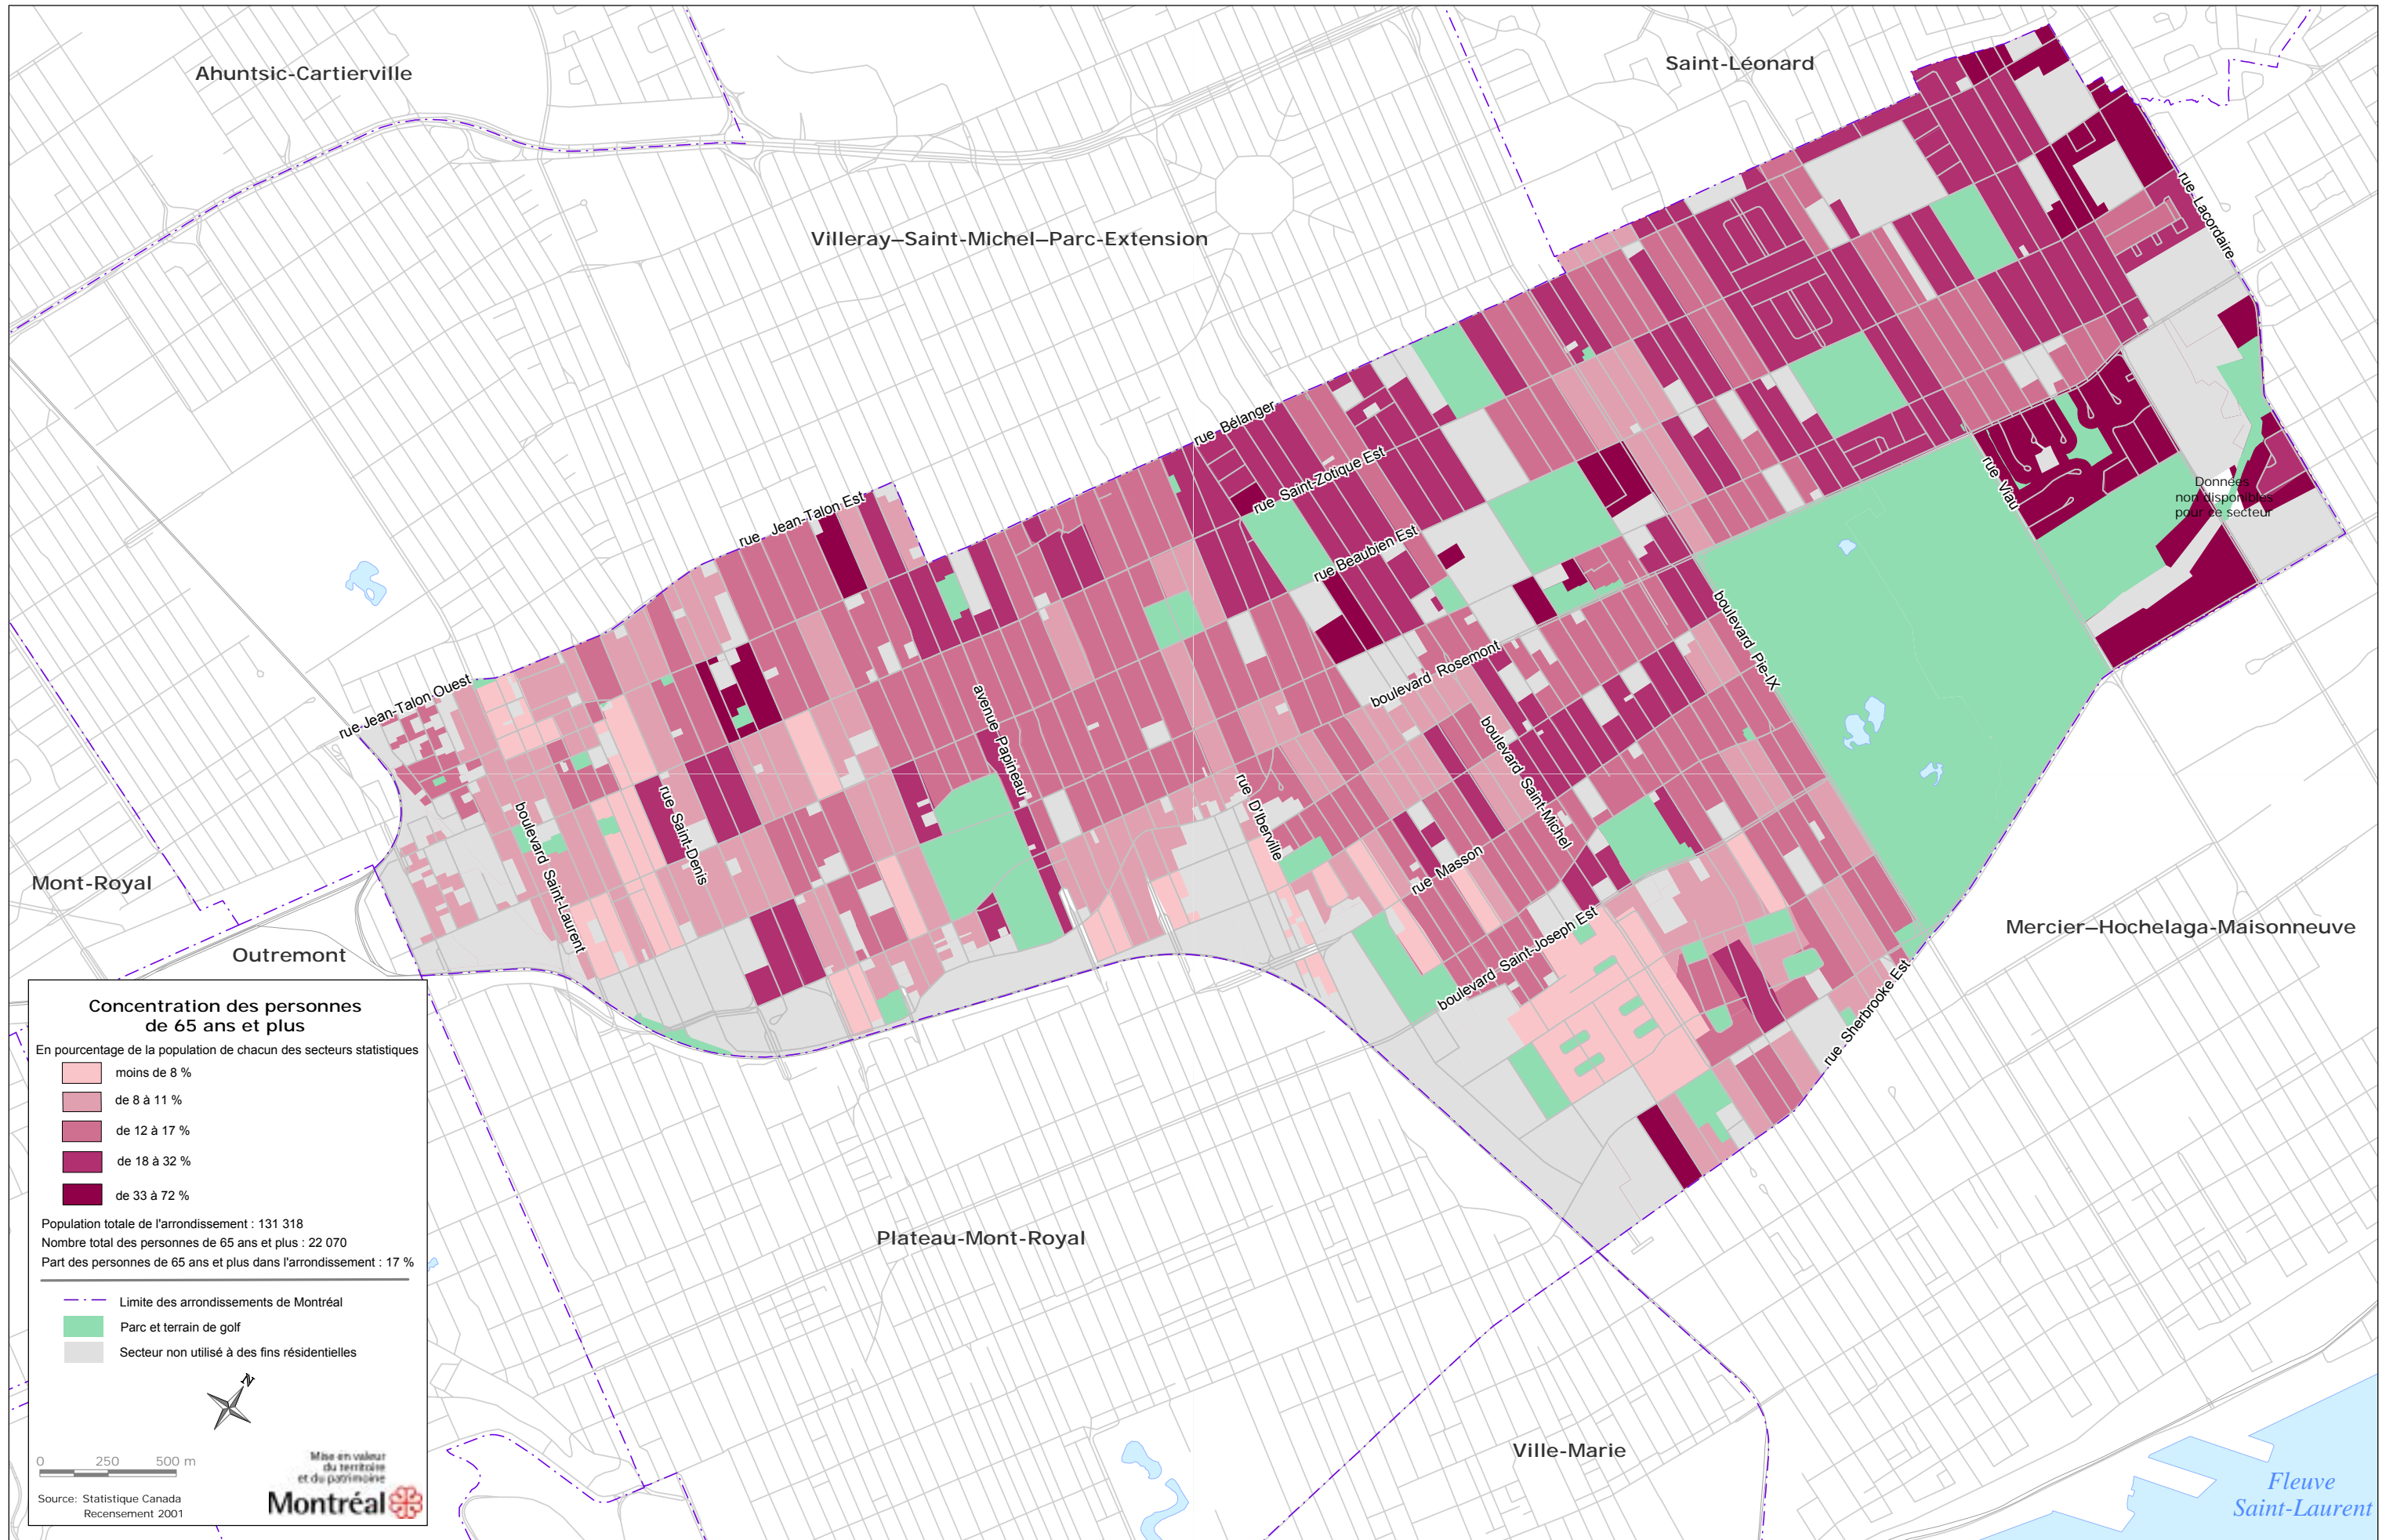 Ahuntsic-Cartierville
Saint-Léonard
Villeray–Saint-Michel–Parc-Extension
rue Lacordaire
rue Bélanger
rue Saint-Zotique Est
rue Jean-Talon Est
rue Beaubien Est
rue Viau
Données
non disponibles
pour ce secteur
boulevard Pie-IX
boulevard Rosemont
rue Jean-Talon Ouest
avenue Papineau
boulevard Saint-Michel
rue D'Iberville
rue Saint-Denis
boulevard Saint-Laurent
rue Masson
boulevard Saint-Joseph Est
rue Sherbrooke Est
Mont-Royal
Outremont
Mercier–Hochelaga-Maisonneuve
Plateau-Mont-Royal
Ville-Marie
Fleuve
Saint-Laurent
Concentration des personnes
de 65 ans et plus
En pourcentage de la population de chacun des secteurs statistiques
moins de 8 %
de 8 à 11 %
de 12 à 17 %
de 18 à 32 %
de 33 à 72 %
Population totale de l'arrondissement : 131 318
Nombre total des personnes de 65 ans et plus : 22 070
Part des personnes de 65 ans et plus dans l'arrondissement : 17 %
Limite des arrondissements de Montréal
Parc et terrain de golf
Secteur non utilisé à des fins résidentielles
N
0 250 500 m
Mise en valeur
du territoire
et du patrimoine
Montréal
Source: Statistique Canada
Recensement 2001